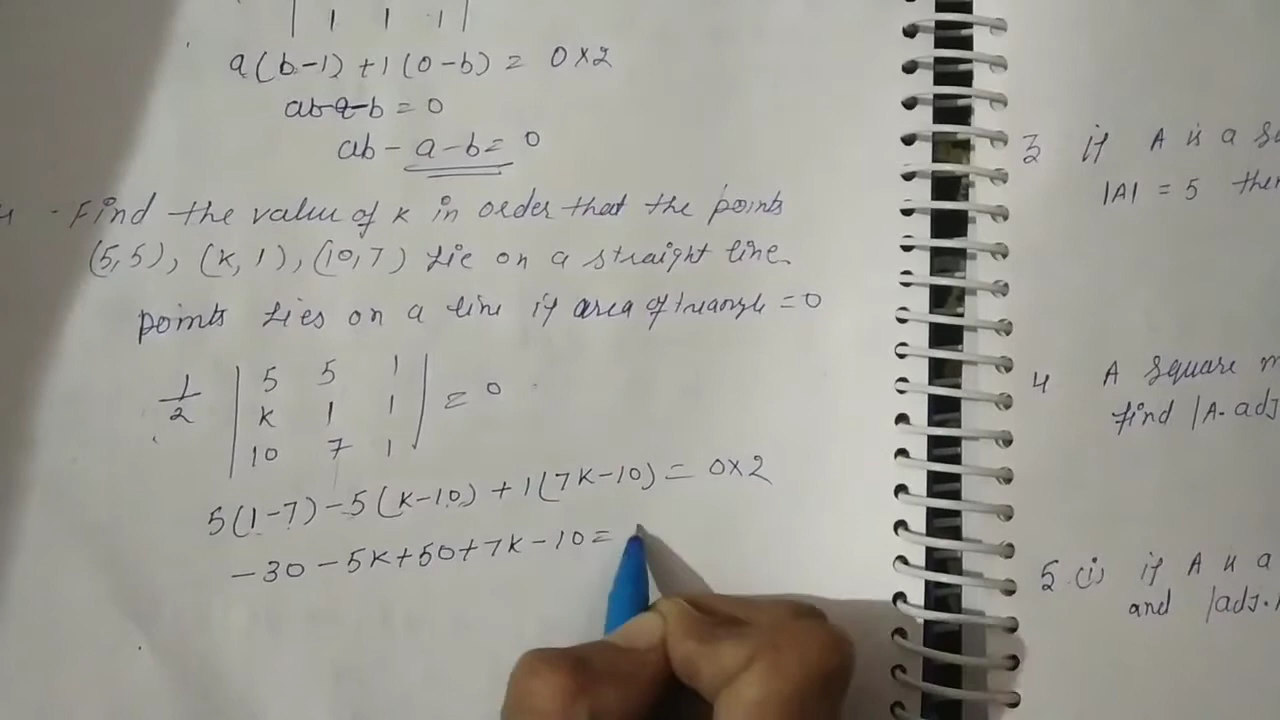 | 1 1 1 |
a(b-1) +1(0-b) = 0×2
ab-a-b = 0
ab - a-b = 0
Find the value of k in order that the points
(5,5), (k,1), (10,7) lie on a straight line.
points lies on a line if area of triangle = 0
1/2 | 5 5 1 | = 0
| k 1 1 |
| 10 7 1 |
5(1-7) -5(k-10) +1(7k-10) = 0×2
-30 -5k+50+7k-10 =
3 if A is a
|A| = 5 then
4 A square
find |A. adj
5 (i) if A is a
and |adj.